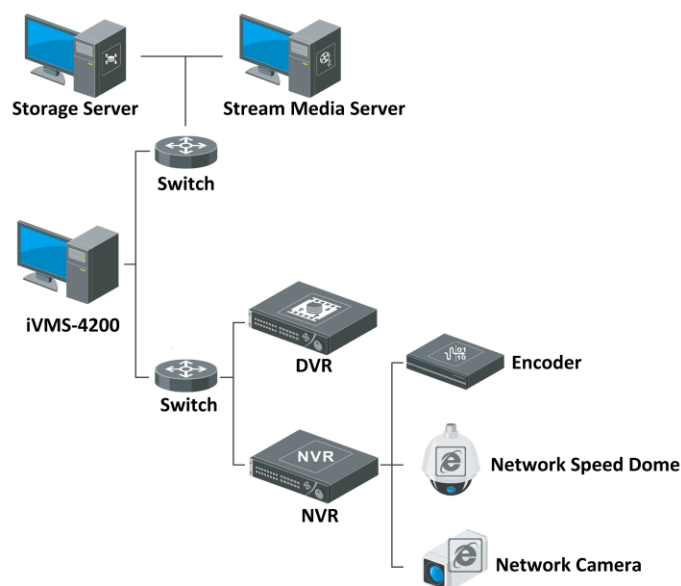 Storage Server
Stream Media Server
Switch
iVMS-4200
DVR
Encoder
Switch
NVR
Network Speed Dome
NVR
Network Camera